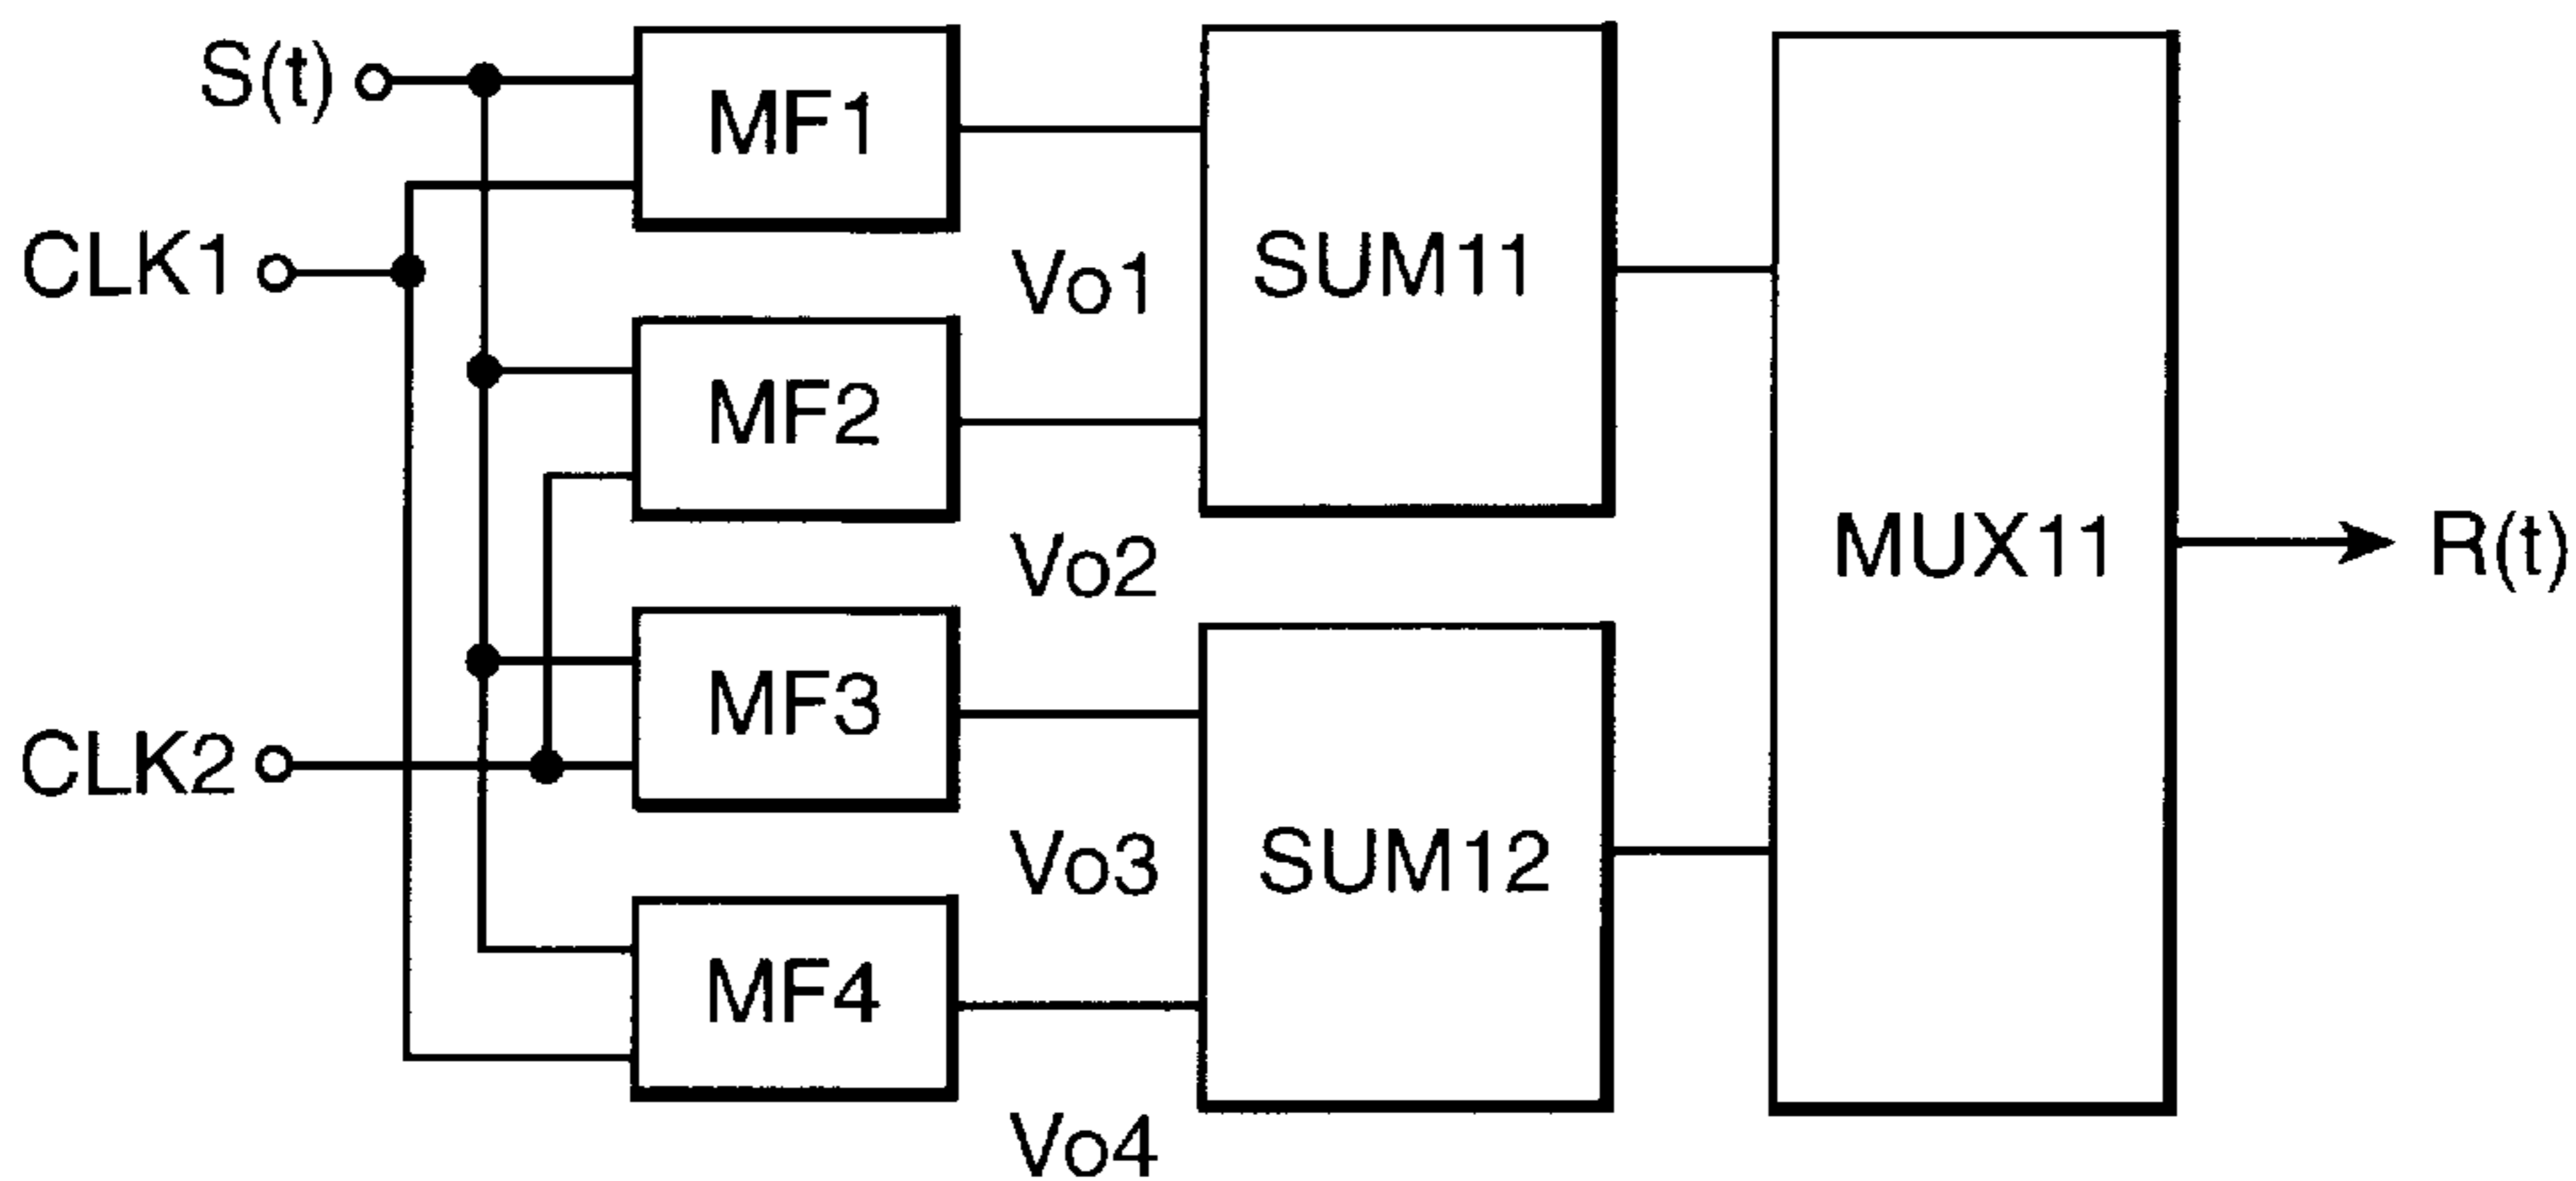 S(t)
MF1
CLK1
Vo1
SUM11
MF2
Vo2
MUX11
R(t)
MF3
CLK2
Vo3
SUM12
MF4
Vo4